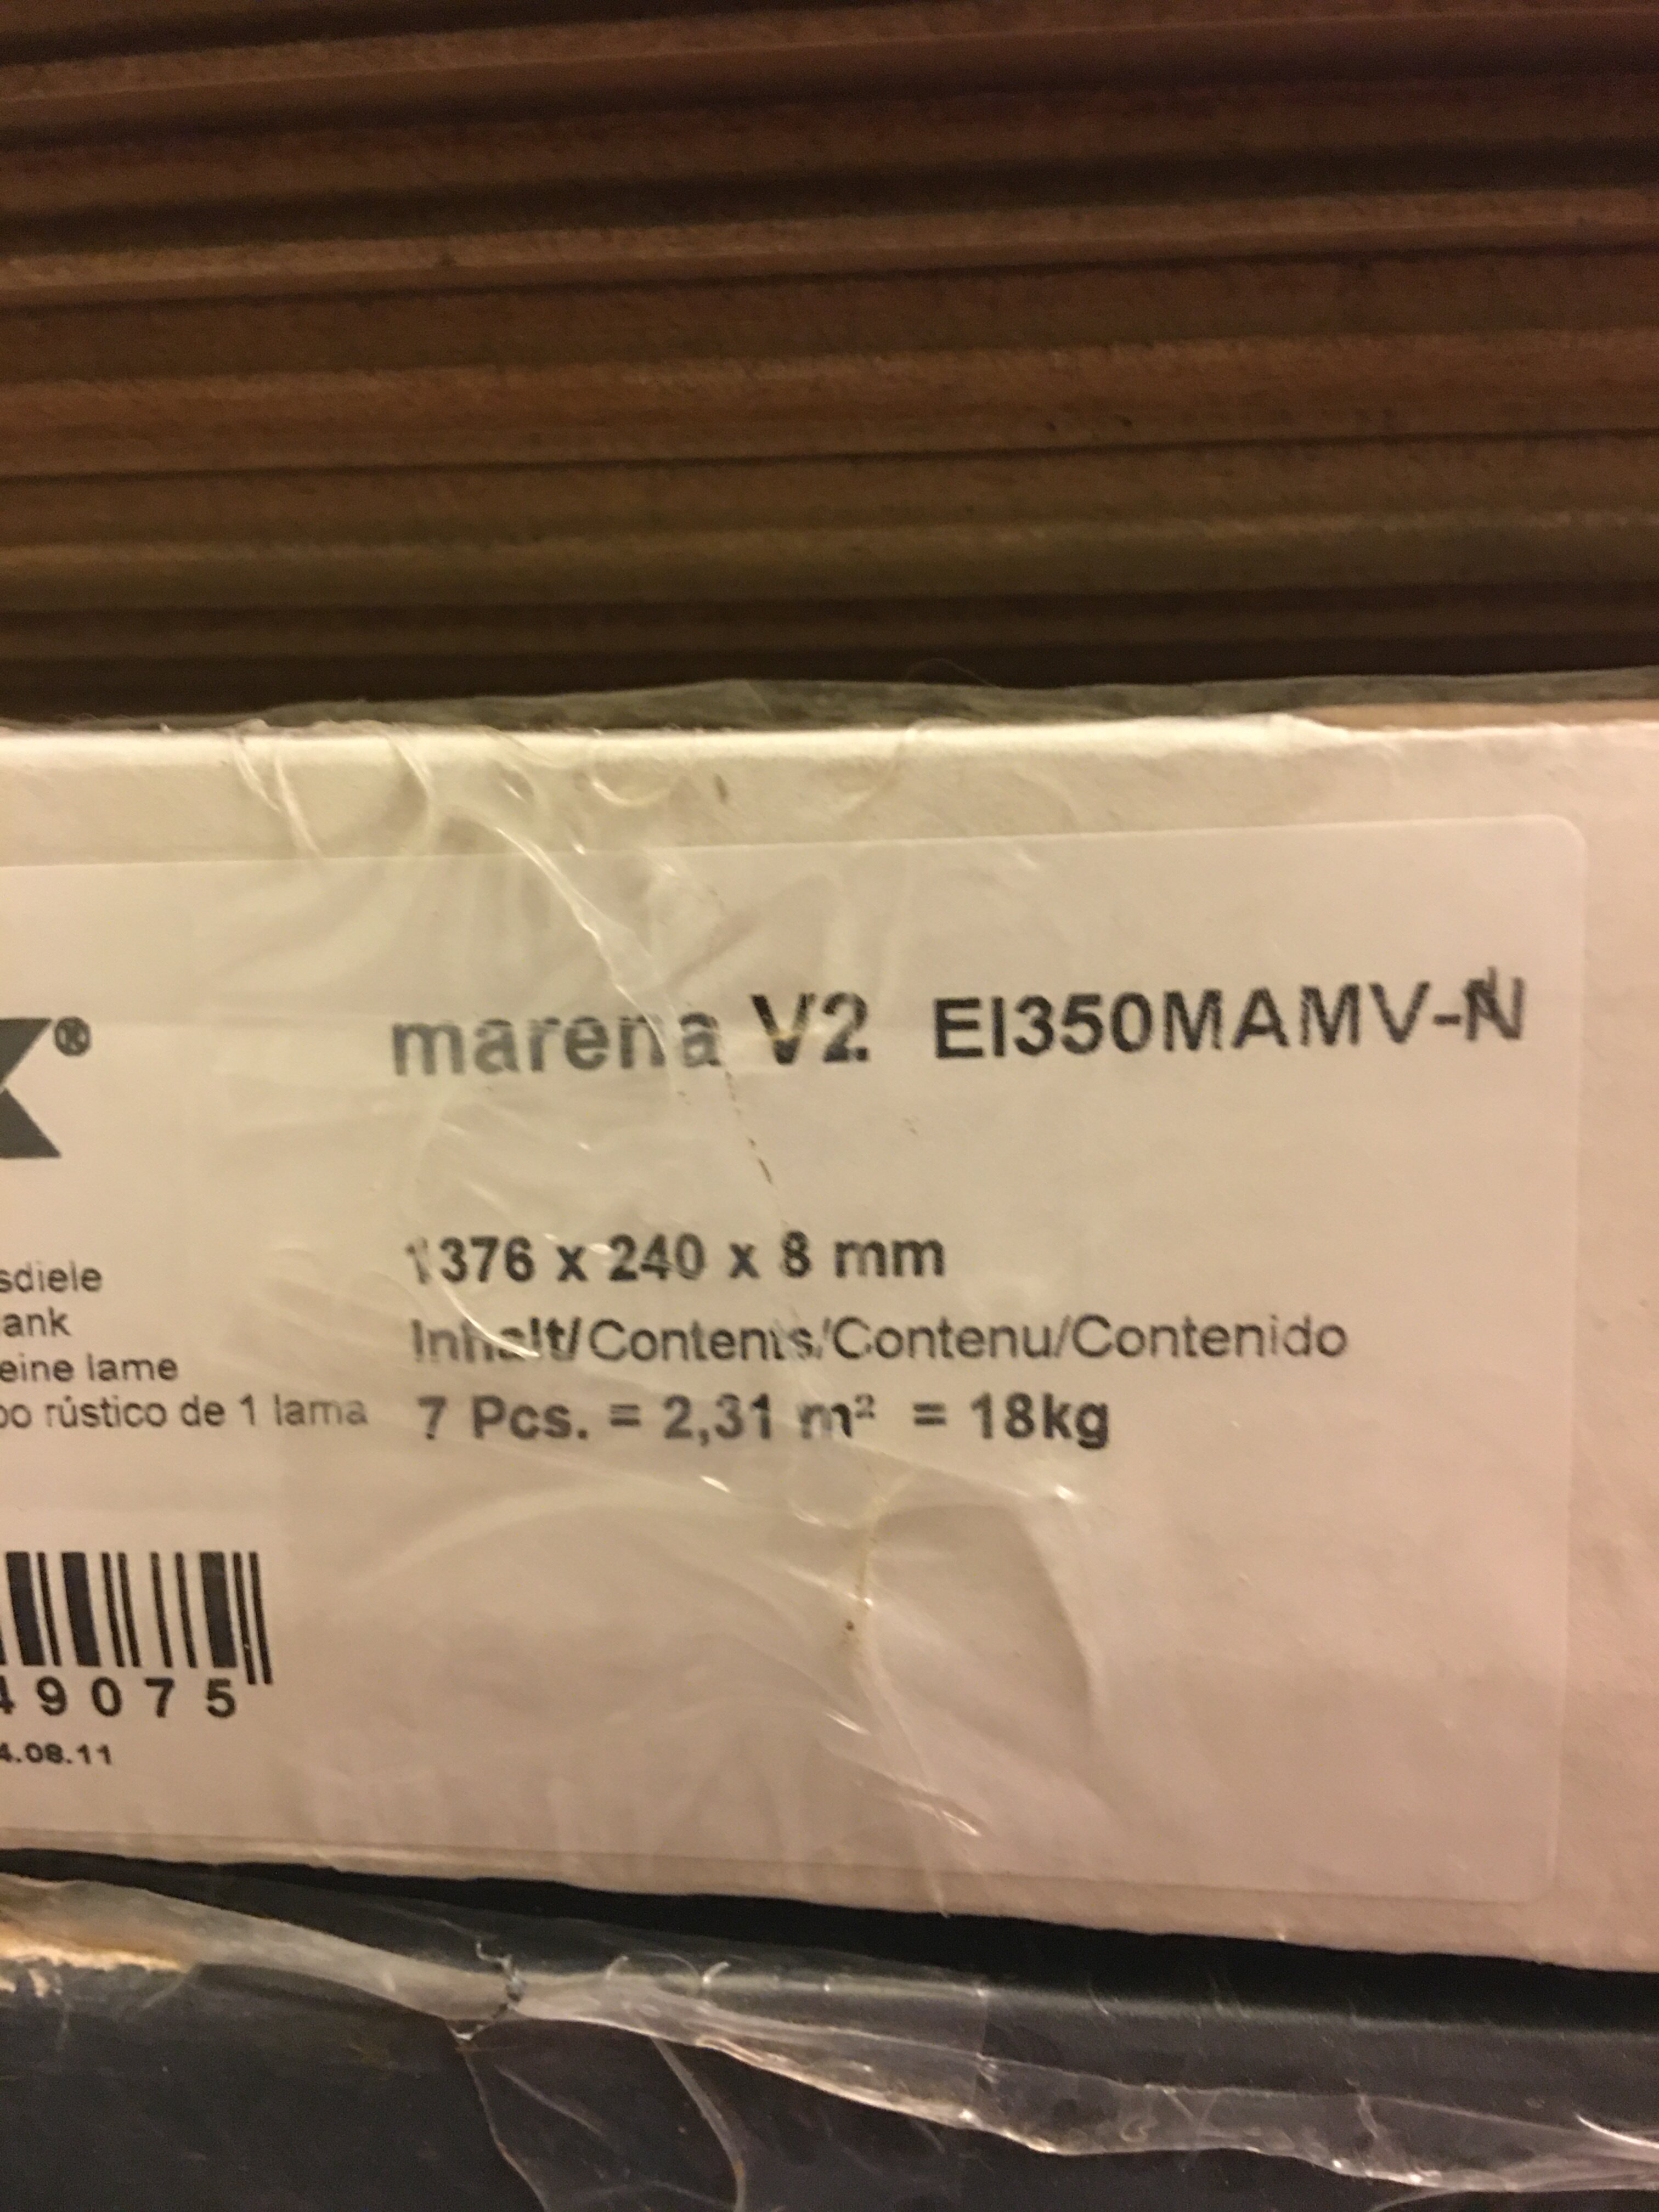 ®
marena V2 EI350MAMV-N
1376 x 240 x 8 mm
Inhalt/Contents/Contenu/Contenido
7 Pcs. = 2,31 m² = 18kg
sdiele
ank
eine lame
po rústico de 1 lama
49075
4.08.11